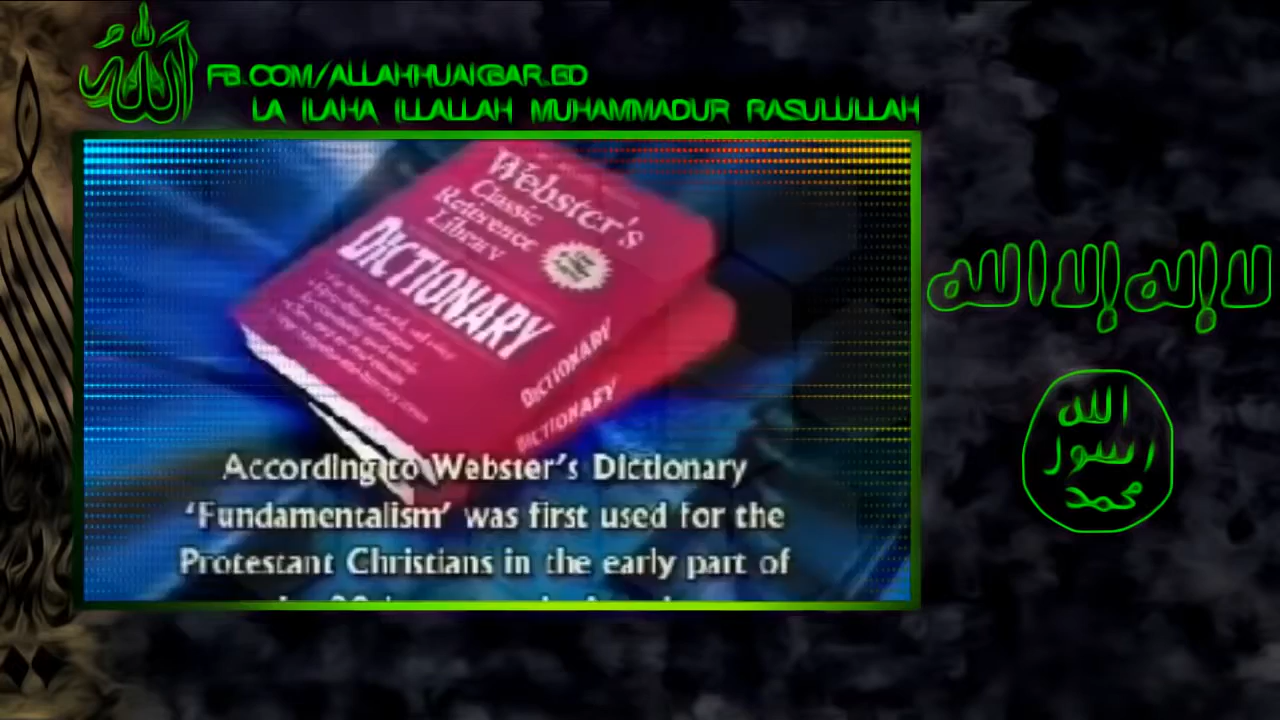 الله
FB.COM/ALLAHHUAKBAR.BD
LA ILAHA ILLALLAH MUHAMMADUR RASULULLAH
Webster's
Classic
Reference
Library
DICTIONARY
DICTIONARY
DICTIONARY
According to Webster's Dictionary
'Fundamentalism' was first used for the
Protestant Christians in the early part of
لا إله إلا الله
الله
رسول
محمد